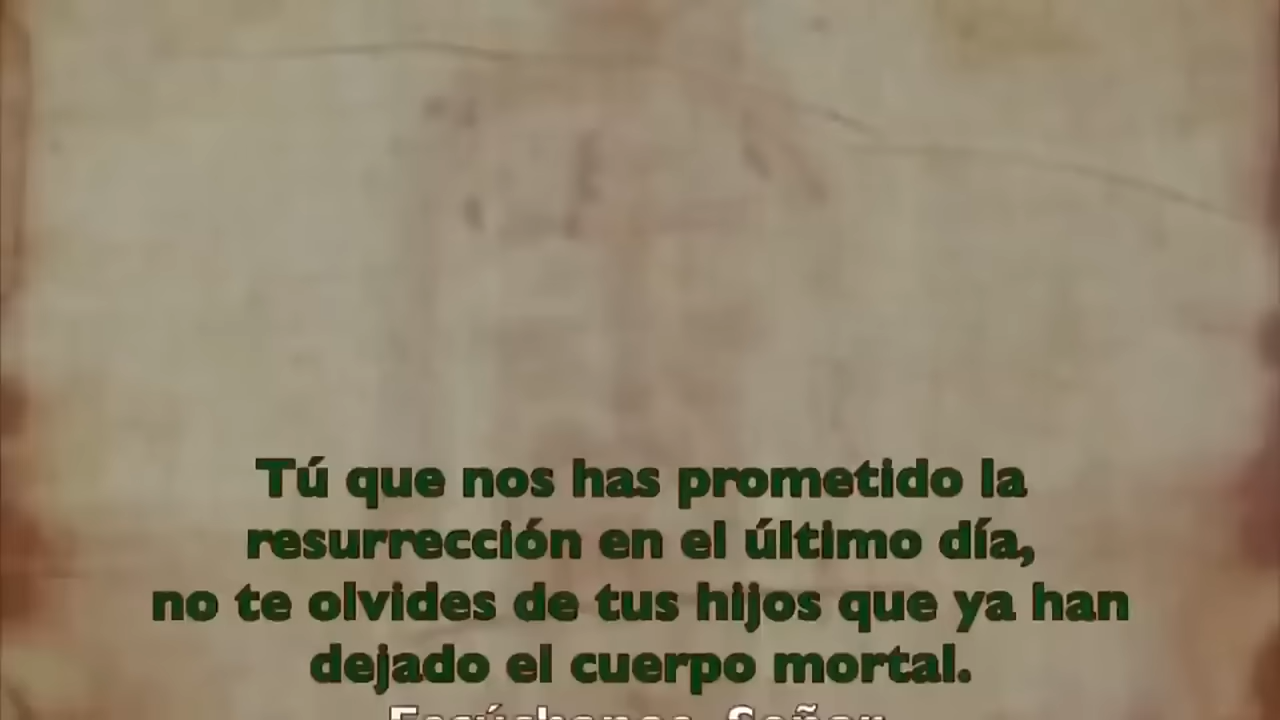 Tú que nos has prometido la
resurrección en el último día,
no te olvides de tus hijos que ya han
dejado el cuerpo mortal.
Escúchanos, Señor.